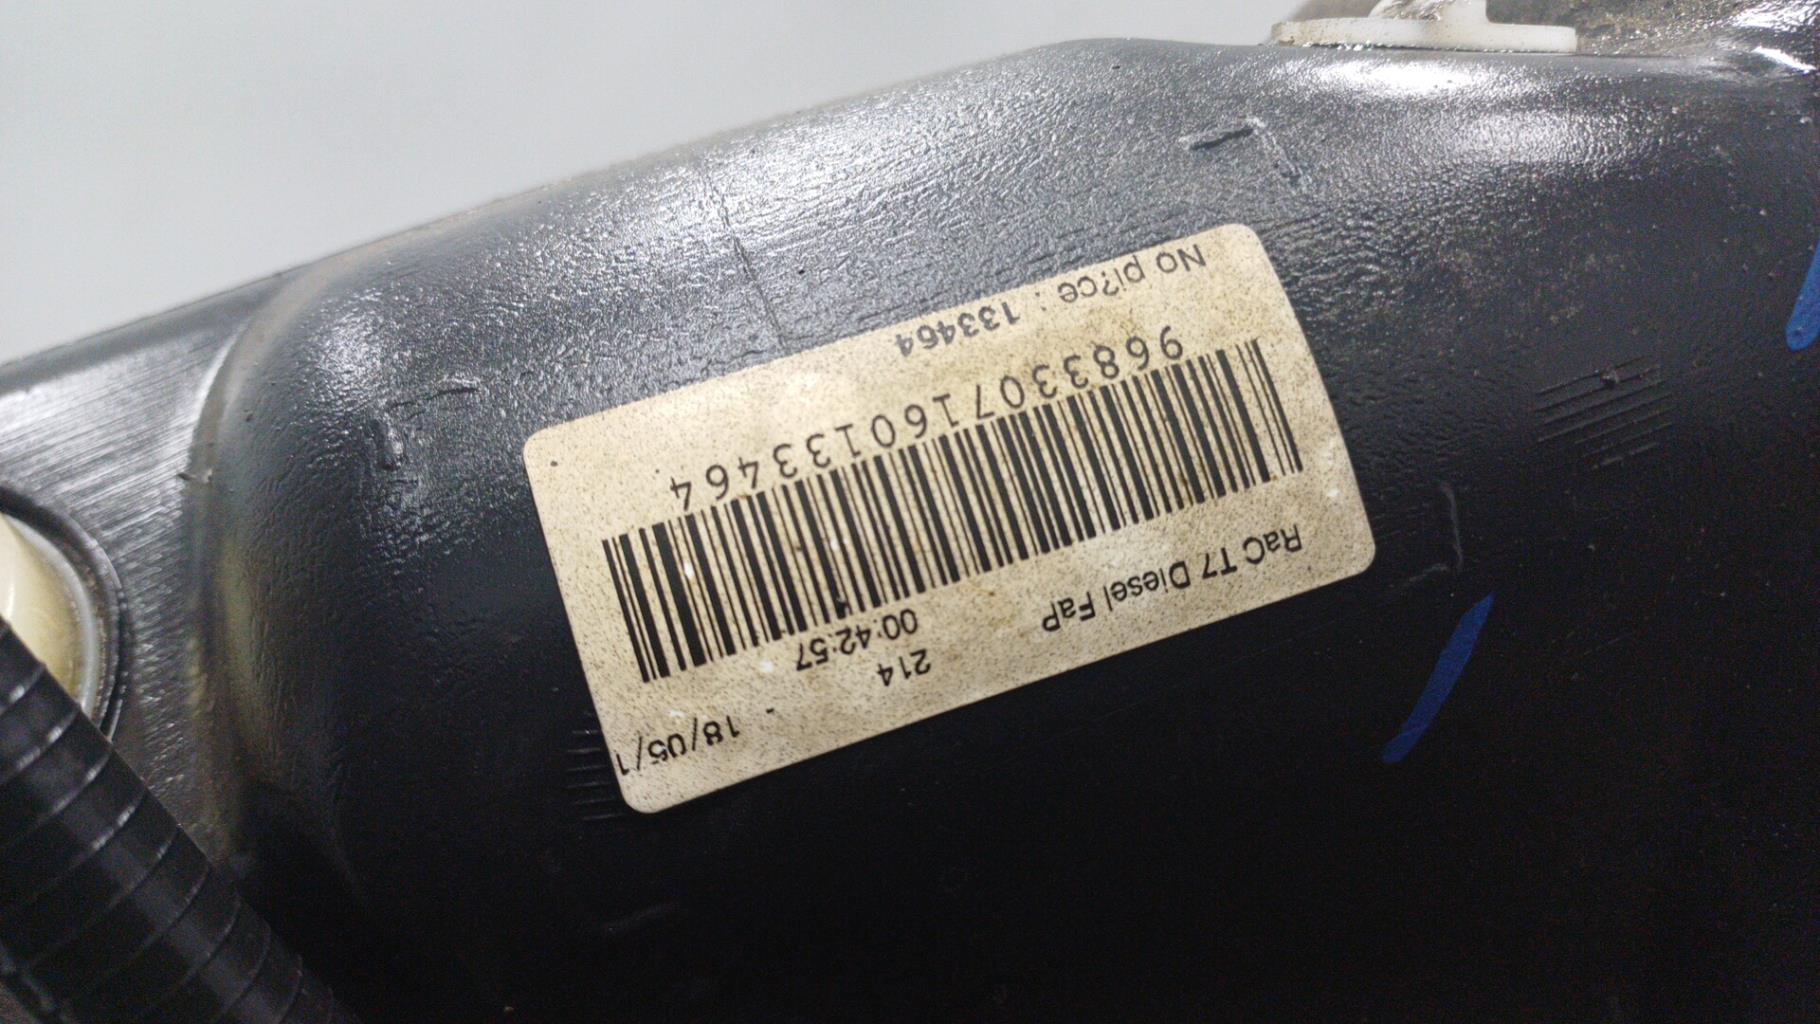 No pi?ce : 133464
9683307160133464
RaC T7 Diesel FaP
00:42:57
214
- 18/05/1